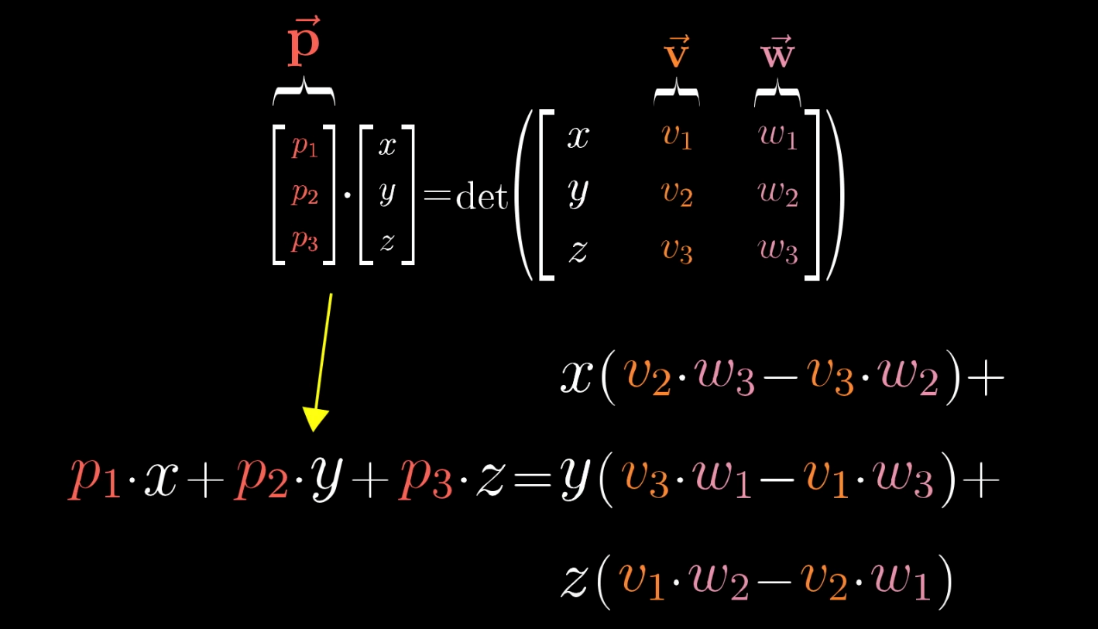 p⃗ v⃗ w⃗
[p₁ p₂ p₃] · [x y z] = det([x v₁ w₁
y v₂ w₂
z v₃ w₃])
x(v₂·w₃−v₃·w₂)+
p₁·x+p₂·y+p₃·z=y(v₃·w₁−v₁·w₃)+
z(v₁·w₂−v₂·w₁)